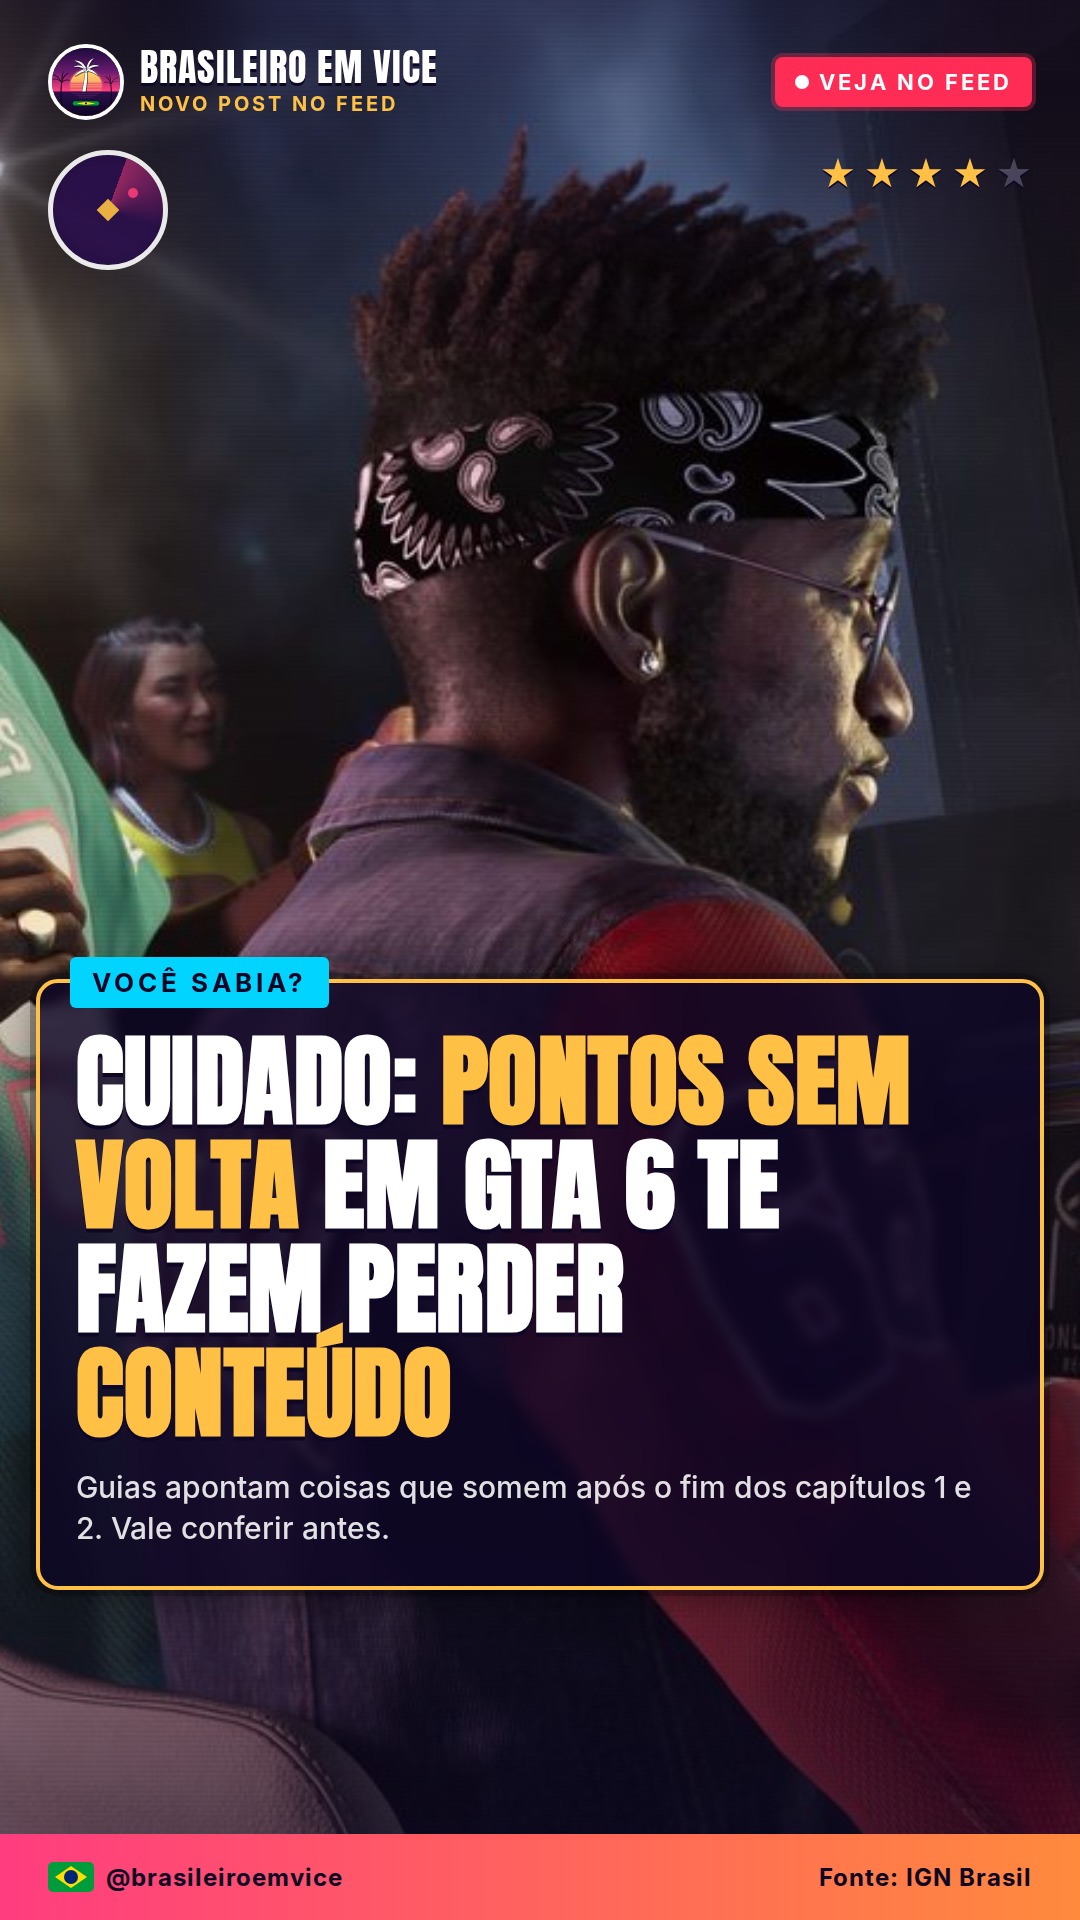 BRASILEIRO EM VICE
NOVO POST NO FEED
VEJA NO FEED
VOCÊ SABIA?
CUIDADO: PONTOS SEM
VOLTA EM GTA 6 TE
FAZEM PERDER
CONTEÚDO
Guias apontam coisas que somem após o fim dos capítulos 1 e
2. Vale conferir antes.
@brasileiroemvice
Fonte: IGN Brasil